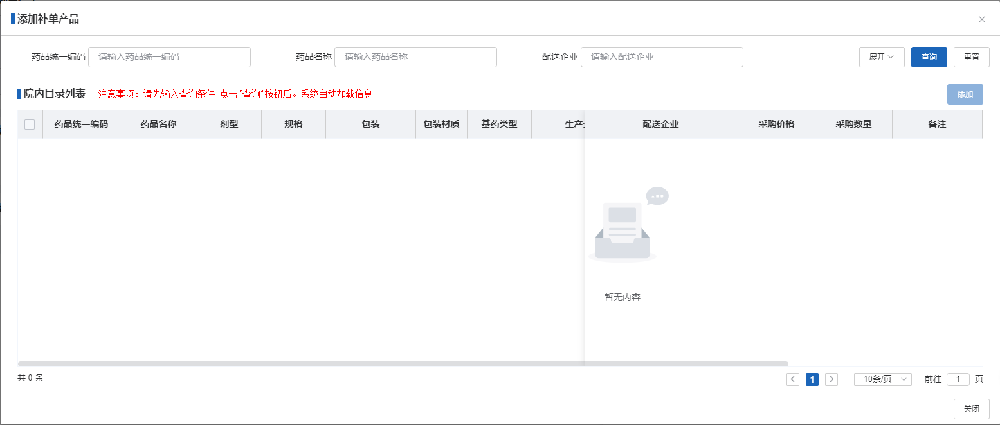 添加补单产品
药品统一编码 请输入药品统一编码 药品名称 请输入药品名称 配送企业 请输入配送企业 展开 查询 重置
院内目录列表 注意事项：请先输入查询条件,点击"查询"按钮后。系统自动加载信息 添加
药品统一编码 药品名称 剂型 规格 包装 包装材质 基药类型 生产 配送企业 采购价格 采购数量 备注
暂无内容
共 0 条 1 10条/页 前往 1 页
关闭